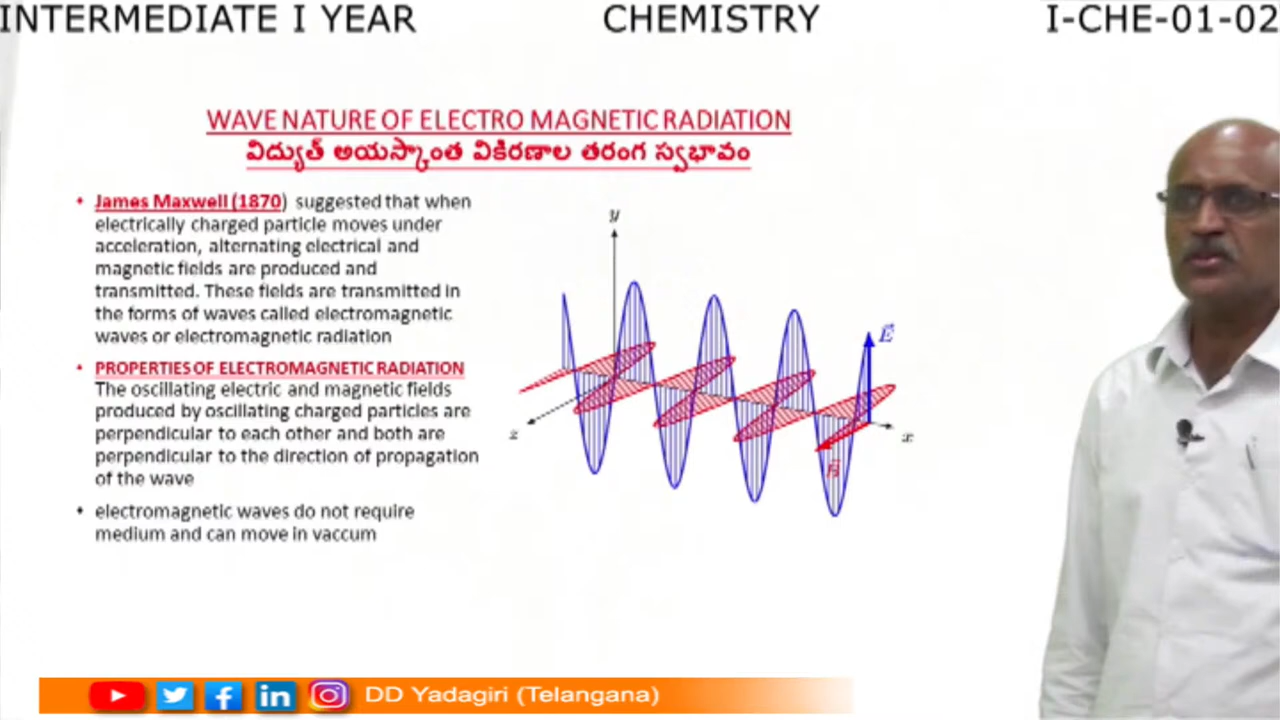 INTERMEDIATE I YEAR CHEMISTRY I-CHE-01-02
WAVE NATURE OF ELECTRO MAGNETIC RADIATION
విద్యుత్ అయస్కాంత వికిరణాల తరంగ స్వభావం
• James Maxwell (1870) suggested that when
electrically charged particle moves under
acceleration, alternating electrical and
magnetic fields are produced and
transmitted. These fields are transmitted in
the forms of waves called electromagnetic
waves or electromagnetic radiation
• PROPERTIES OF ELECTROMAGNETIC RADIATION
The oscillating electric and magnetic fields
produced by oscillating charged particles are
perpendicular to each other and both are
perpendicular to the direction of propagation
of the wave
• electromagnetic waves do not require
medium and can move in vaccum
y
E
z
x
B
DD Yadagiri (Telangana)